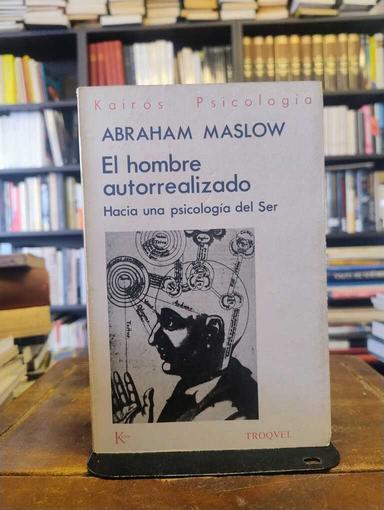 Kairós Psicología
ABRAHAM MASLOW
El hombre
autorrealizado
Hacia una psicología del Ser
TROQVEL